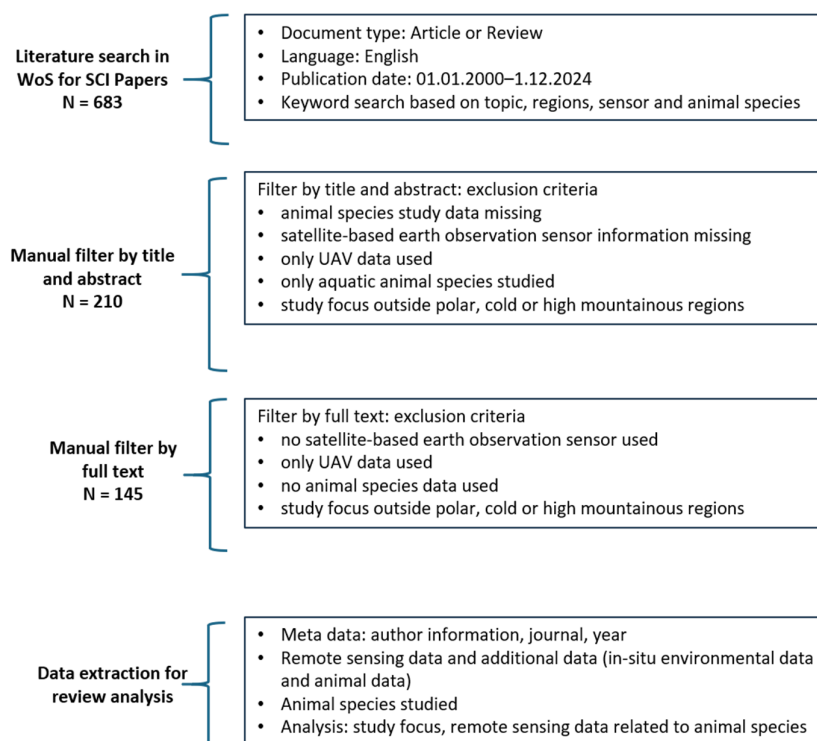 Literature search in
WoS for SCI Papers
N = 683
• Document type: Article or Review
• Language: English
• Publication date: 01.01.2000–1.12.2024
• Keyword search based on topic, regions, sensor and animal species
Manual filter by title
and abstract
N = 210
Filter by title and abstract: exclusion criteria
• animal species study data missing
• satellite-based earth observation sensor information missing
• only UAV data used
• only aquatic animal species studied
• study focus outside polar, cold or high mountainous regions
Manual filter by
full text
N = 145
Filter by full text: exclusion criteria
• no satellite-based earth observation sensor used
• only UAV data used
• no animal species data used
• study focus outside polar, cold or high mountainous regions
Data extraction for
review analysis
• Meta data: author information, journal, year
• Remote sensing data and additional data (in-situ environmental data
and animal data)
• Animal species studied
• Analysis: study focus, remote sensing data related to animal species